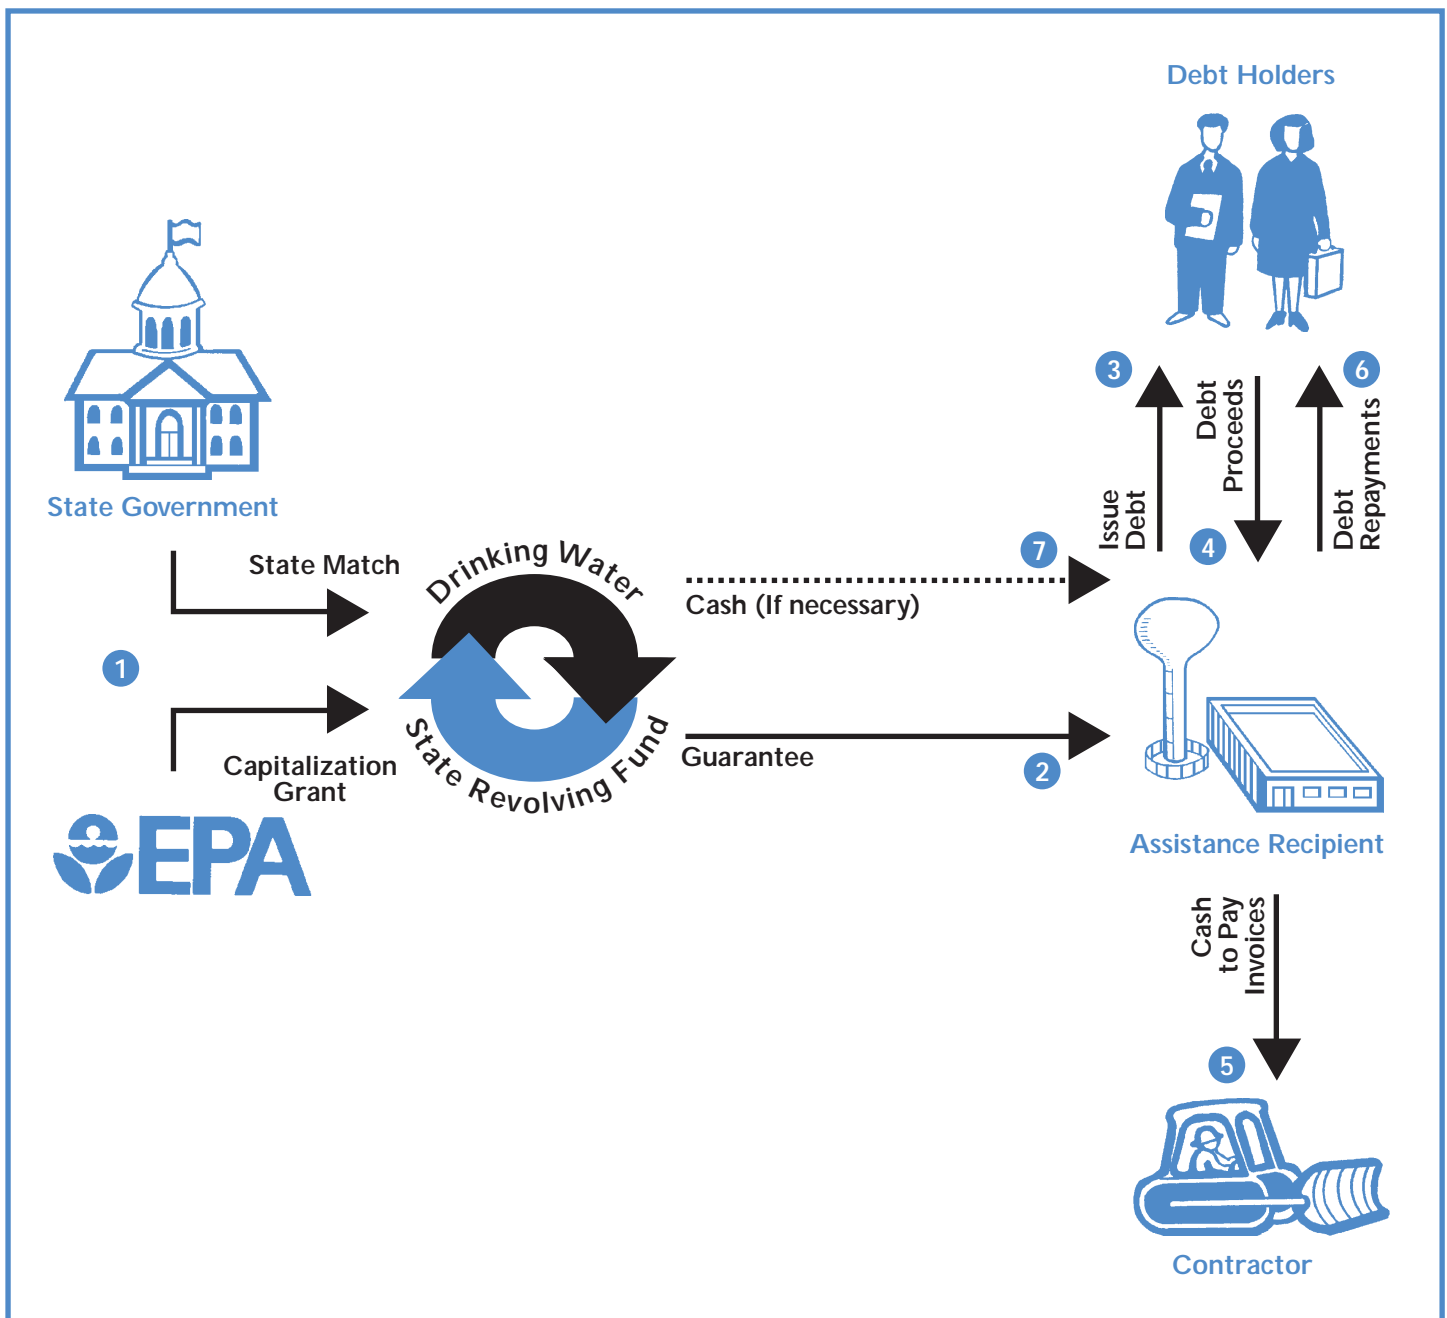 Debt Holders
3
6
Issue
Debt
Debt
Proceeds
Debt
Repayments
4
State Government
State Match
1
Capitalization
Grant
EPA
Drinking Water
State Revolving Fund
7
Cash (If necessary)
Guarantee
2
Assistance Recipient
Cash
to Pay
Invoices
5
Contractor